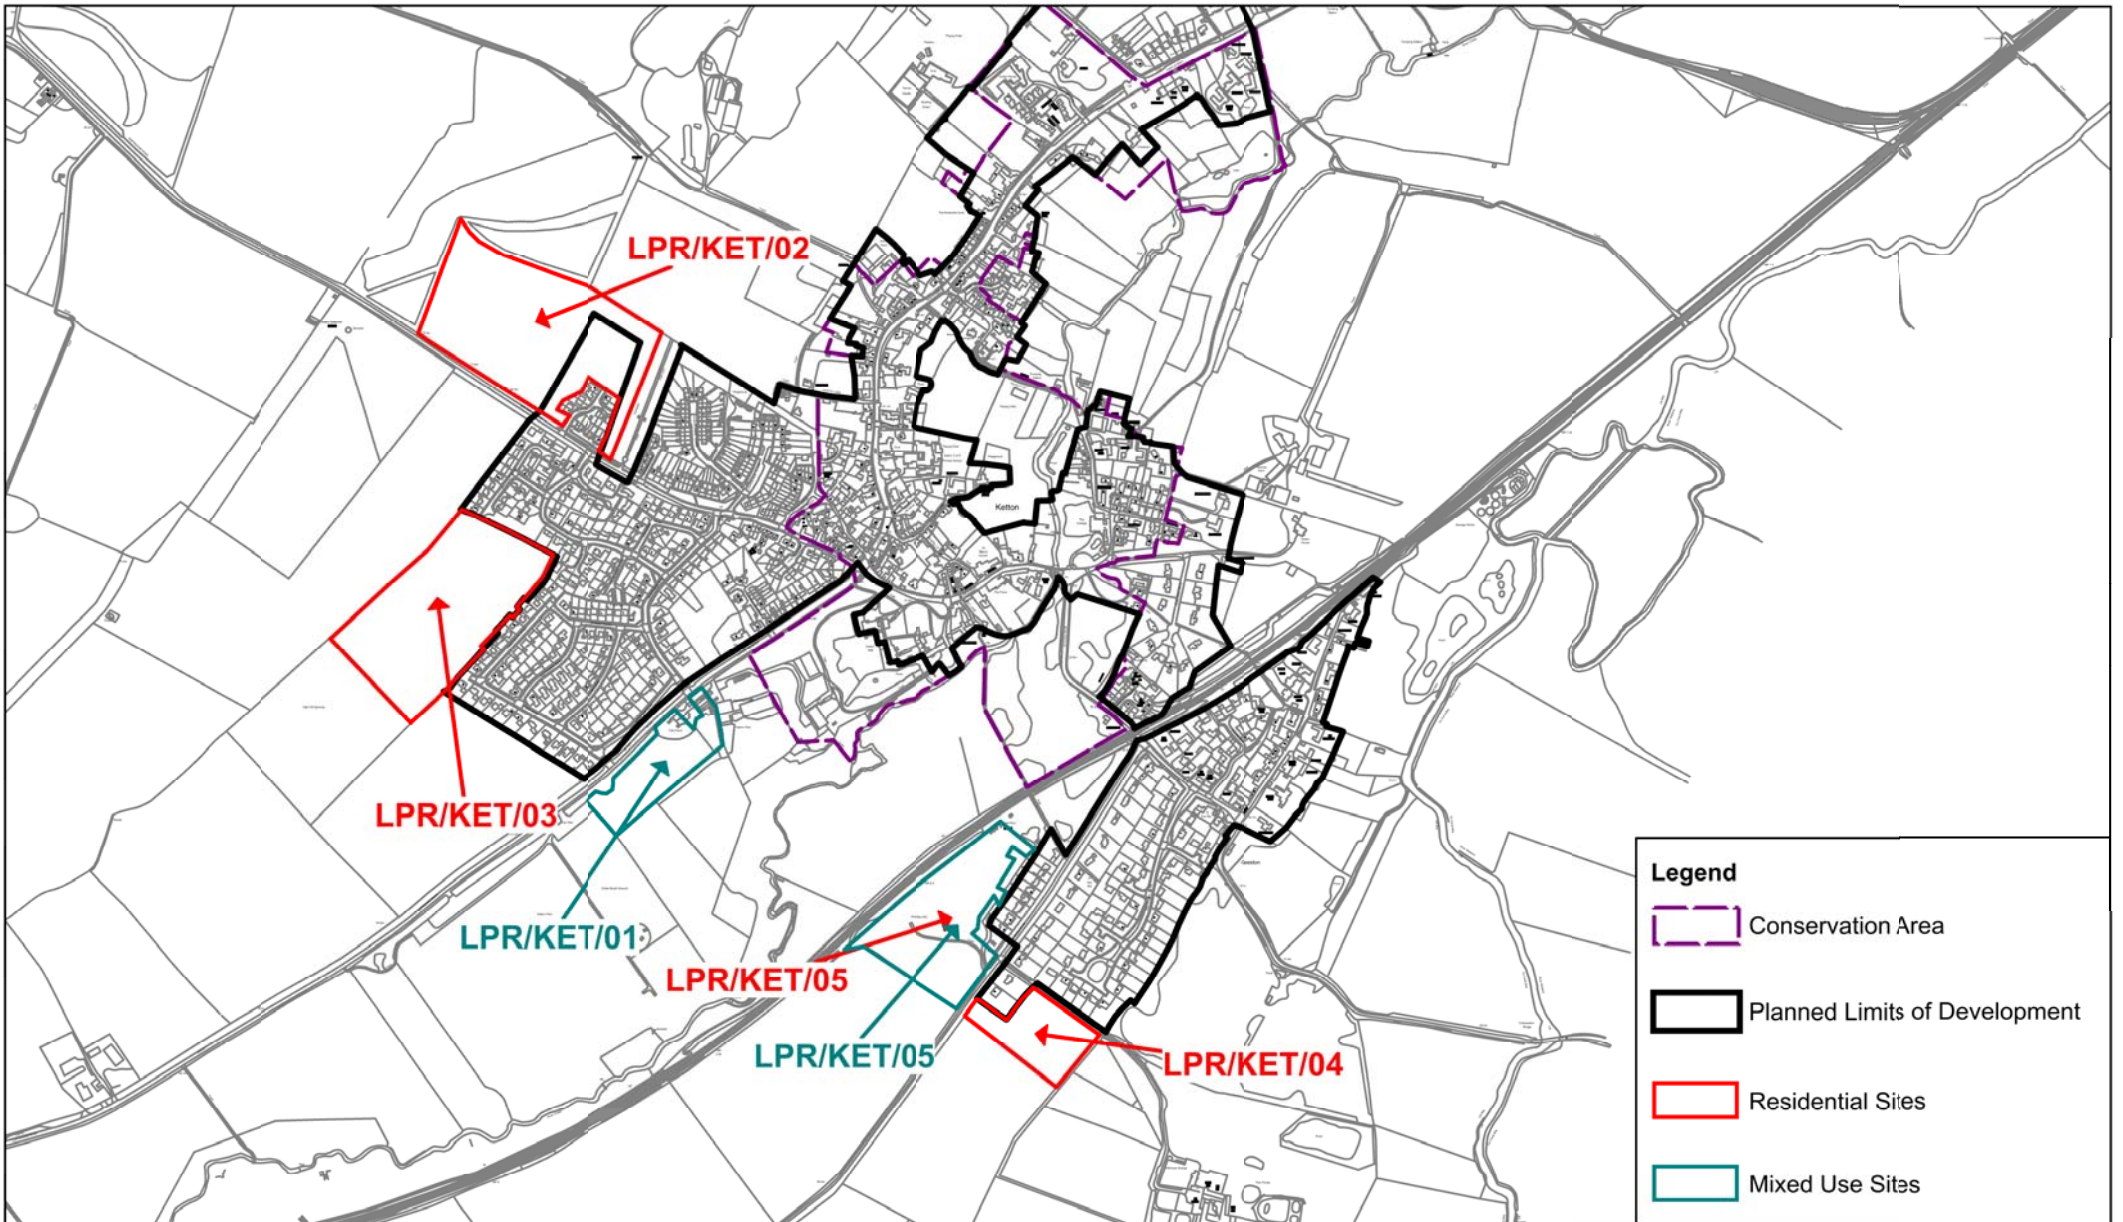 LPR/KET/02
Ketton
LPR/KET/03
LPR/KET/01
LPR/KET/05
LPR/KET/05
LPR/KET/04
Legend
Conservation Area
Planned Limits of Development
Residential Sites
Mixed Use Sites